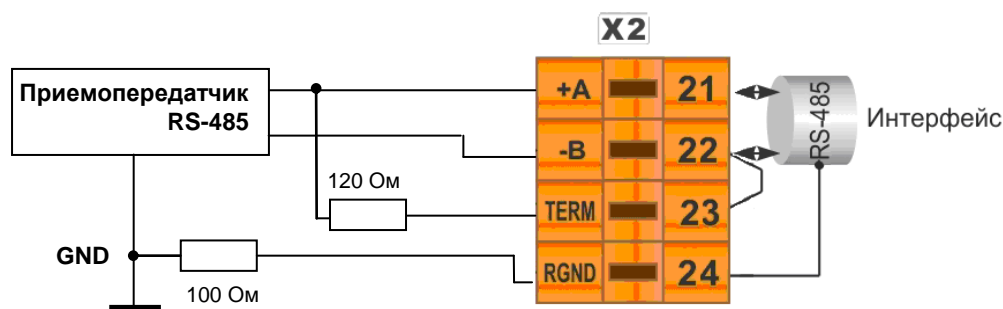 X2
Приемопередатчик
RS-485
+A
21
-B
22
TERM
23
RGND
24
RS-485
Интерфейс
120 Ом
GND
100 Ом